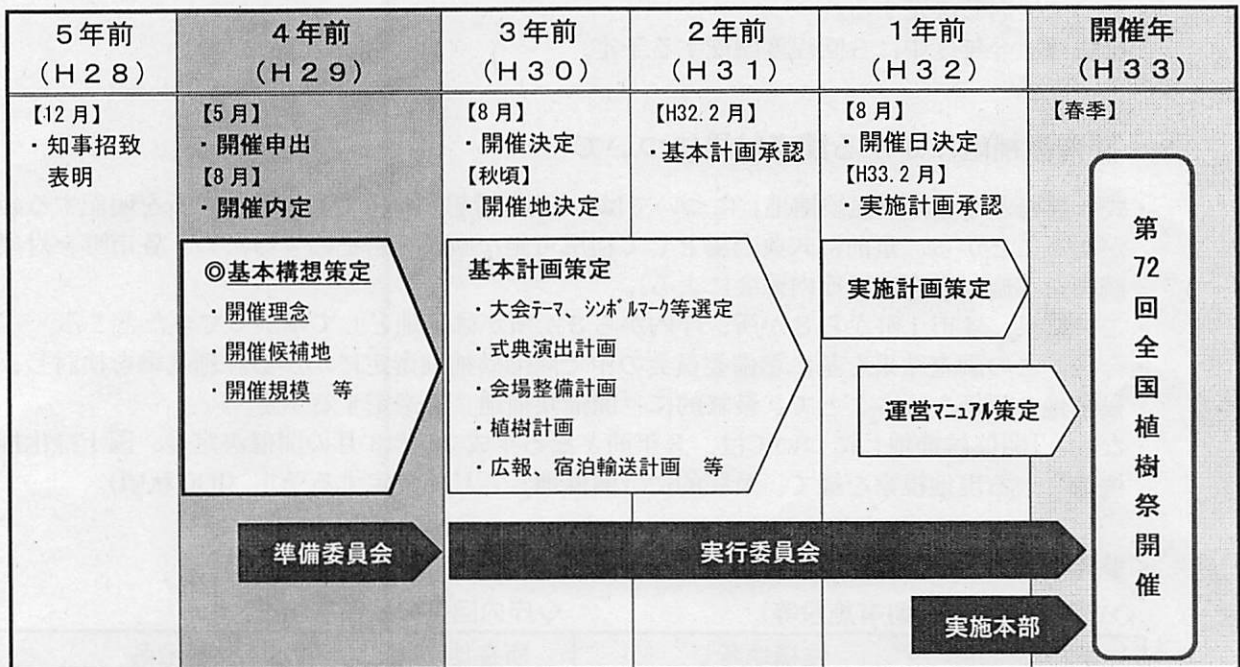 5年前
(H28)
4年前
(H29)
3年前
(H30)
2年前
(H31)
1年前
(H32)
開催年
(H33)
【12月】
・知事招致
表明
【5月】
・開催申出
【8月】
・開催内定
【8月】
・開催決定
【秋頃】
・開催地決定
【H32.2月】
・基本計画承認
【8月】
・開催日決定
【H33.2月】
・実施計画承認
【春季】
◎基本構想策定
・開催理念
・開催候補地
・開催規模 等
基本計画策定
・大会テーマ、シンボルマーク等選定
・式典演出計画
・会場整備計画
・植樹計画
・広報、宿泊輸送計画 等
実施計画策定
運営マニュアル策定
第72回全国植樹祭開催
準備委員会
実行委員会
実施本部